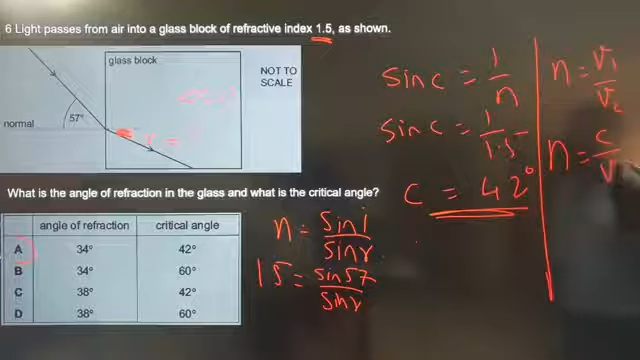 6 Light passes from air into a glass block of refractive index 1.5, as shown.
glass block
NOT TO
SCALE
normal
57°
r =
What is the angle of refraction in the glass and what is the critical angle?
angle of refraction critical angle
A 34° 42°
B 34° 60°
C 38° 42°
D 38° 60°
n = sin i / sin r
1.5 = sin 57 / sin r
sin c = 1 / n
sin c = 1 / 1.5
c = 42°
n = v1 / v2
n = c / v